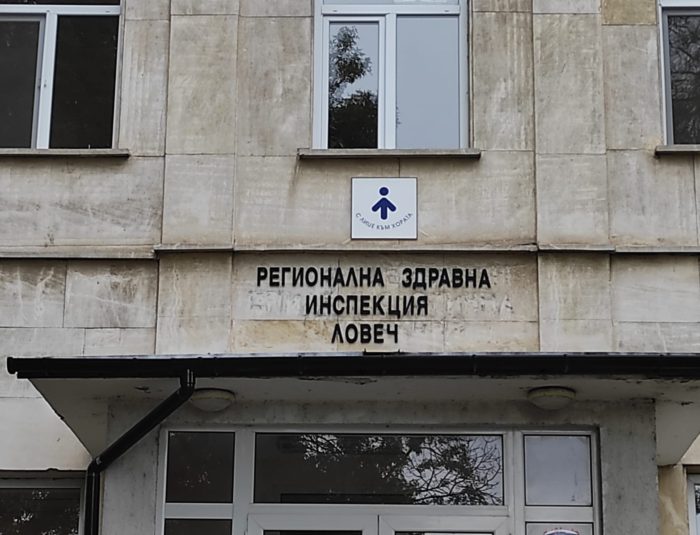 С ЛИЦЕ КЪМ ХОРАТА
РЕГИОНАЛНА ЗДРАВНА
ИНСПЕКЦИЯ
ЛОВЕЧ